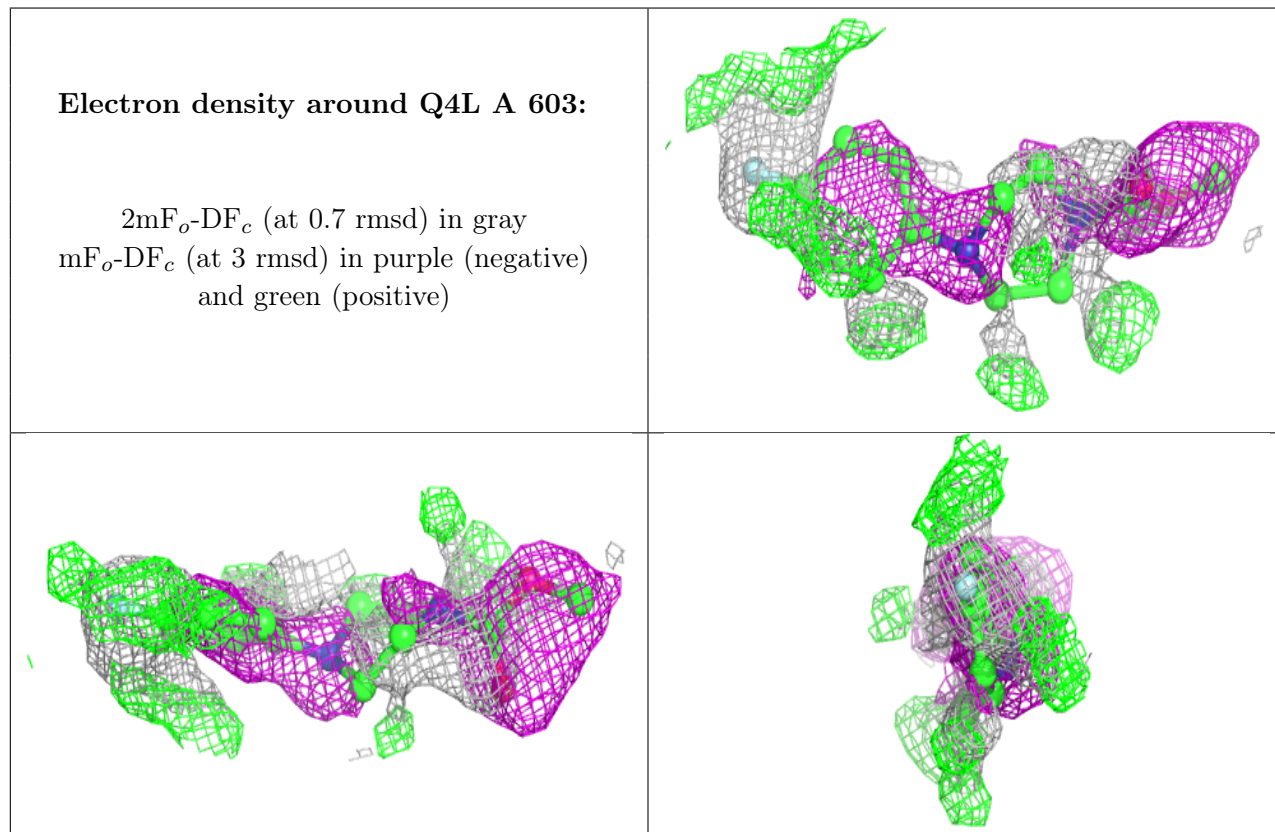 Electron density around Q4L A 603:
2mFₒ-DF𝒸 (at 0.7 rmsd) in gray
mFₒ-DF𝒸 (at 3 rmsd) in purple (negative)
and green (positive)